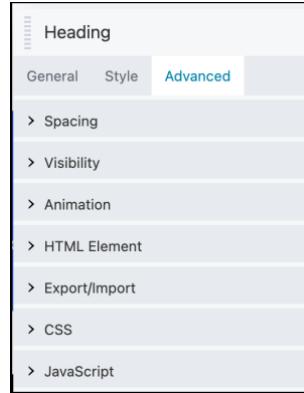 Heading
General Style Advanced
Spacing
Visibility
Animation
HTML Element
Export/Import
CSS
JavaScript